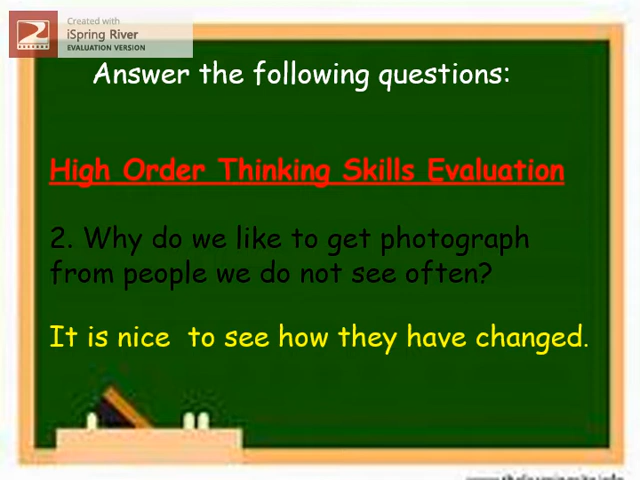 Created with
iSpring River
EVALUATION VERSION
Answer the following questions:
High Order Thinking Skills Evaluation
2. Why do we like to get photograph
from people we do not see often?
It is nice to see how they have changed.